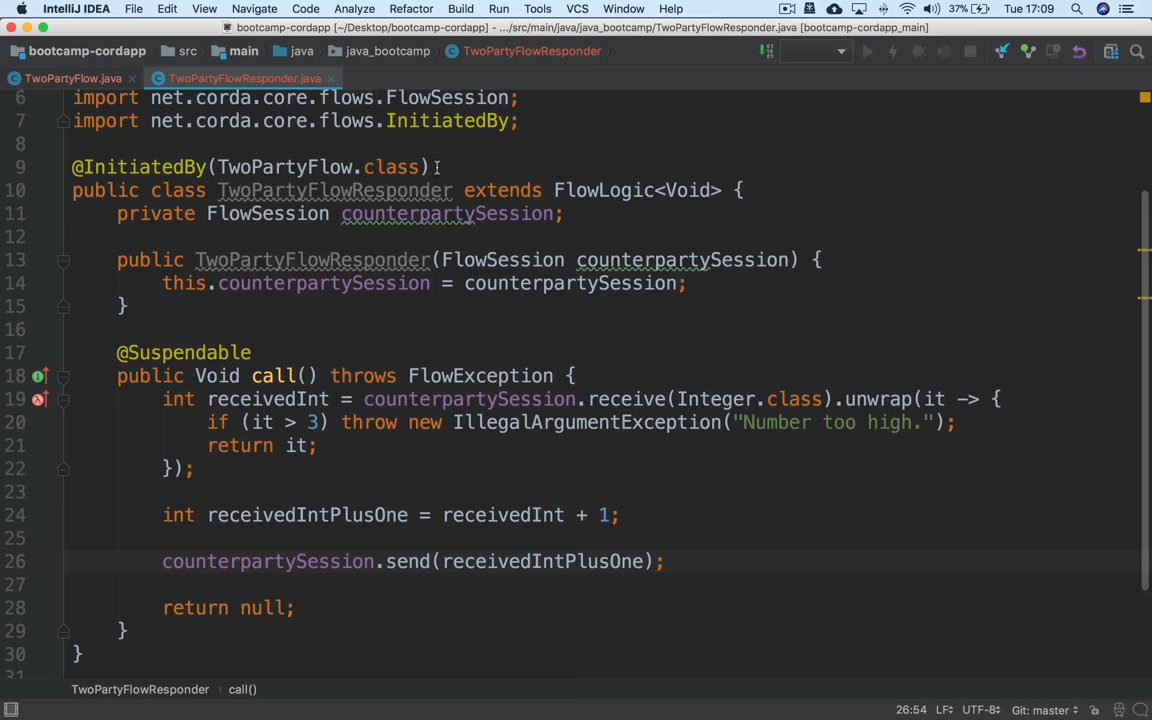 IntelliJ IDEA File Edit View Navigate Code Analyze Refactor Build Run Tools VCS Window Help 37% Tue 17:09
bootcamp-cordapp [~/Desktop/bootcamp-cordapp] - .../src/main/java/java_bootcamp/TwoPartyFlowResponder.java [bootcamp-cordapp_main]
bootcamp-cordapp src main java java_bootcamp TwoPartyFlowResponder
TwoPartyFlow.java TwoPartyFlowResponder.java
6 import net.corda.core.flows.FlowSession;
7 import net.corda.core.flows.InitiatedBy;
8
9 @InitiatedBy(TwoPartyFlow.class)
10 public class TwoPartyFlowResponder extends FlowLogic<Void> {
11 private FlowSession counterpartySession;
12
13 public TwoPartyFlowResponder(FlowSession counterpartySession) {
14 this.counterpartySession = counterpartySession;
15 }
16
17 @Suspendable
18 public Void call() throws FlowException {
19 int receivedInt = counterpartySession.receive(Integer.class).unwrap(it -> {
20 if (it > 3) throw new IllegalArgumentException("Number too high.");
21 return it;
22 });
23
24 int receivedIntPlusOne = receivedInt + 1;
25
26 counterpartySession.send(receivedIntPlusOne);
27
28 return null;
29 }
30 }
31
TwoPartyFlowResponder › call()
26:54 LF UTF-8 Git: master